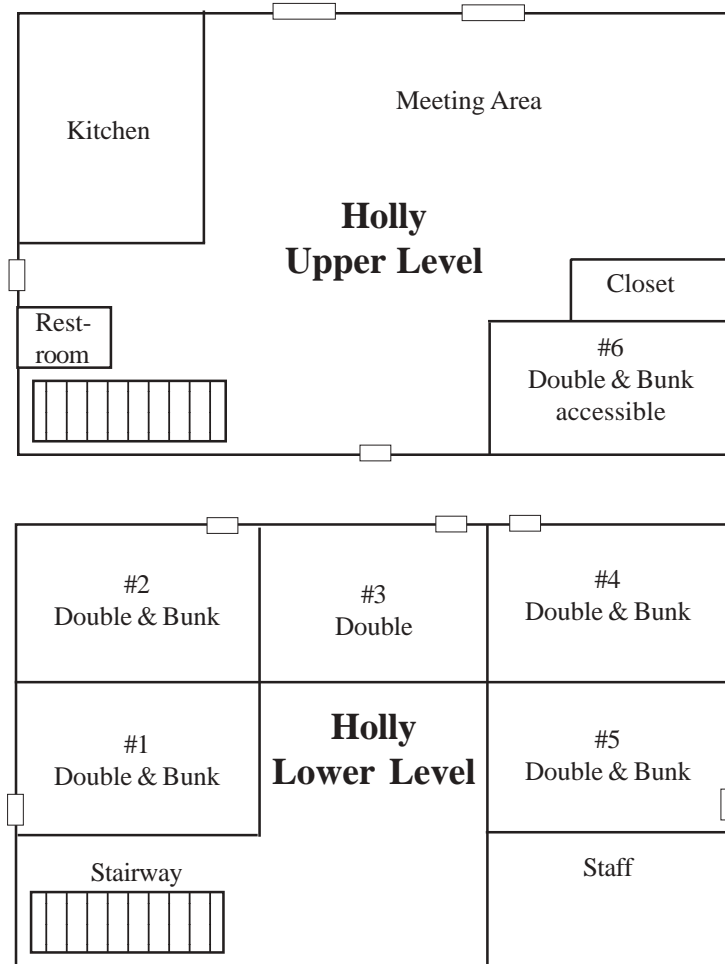 Kitchen
Meeting Area
Holly
Upper Level
Closet
Rest-
room
#6
Double & Bunk
accessible
#2
Double & Bunk
#3
Double
#4
Double & Bunk
#1
Double & Bunk
Holly
Lower Level
#5
Double & Bunk
Stairway
Staff